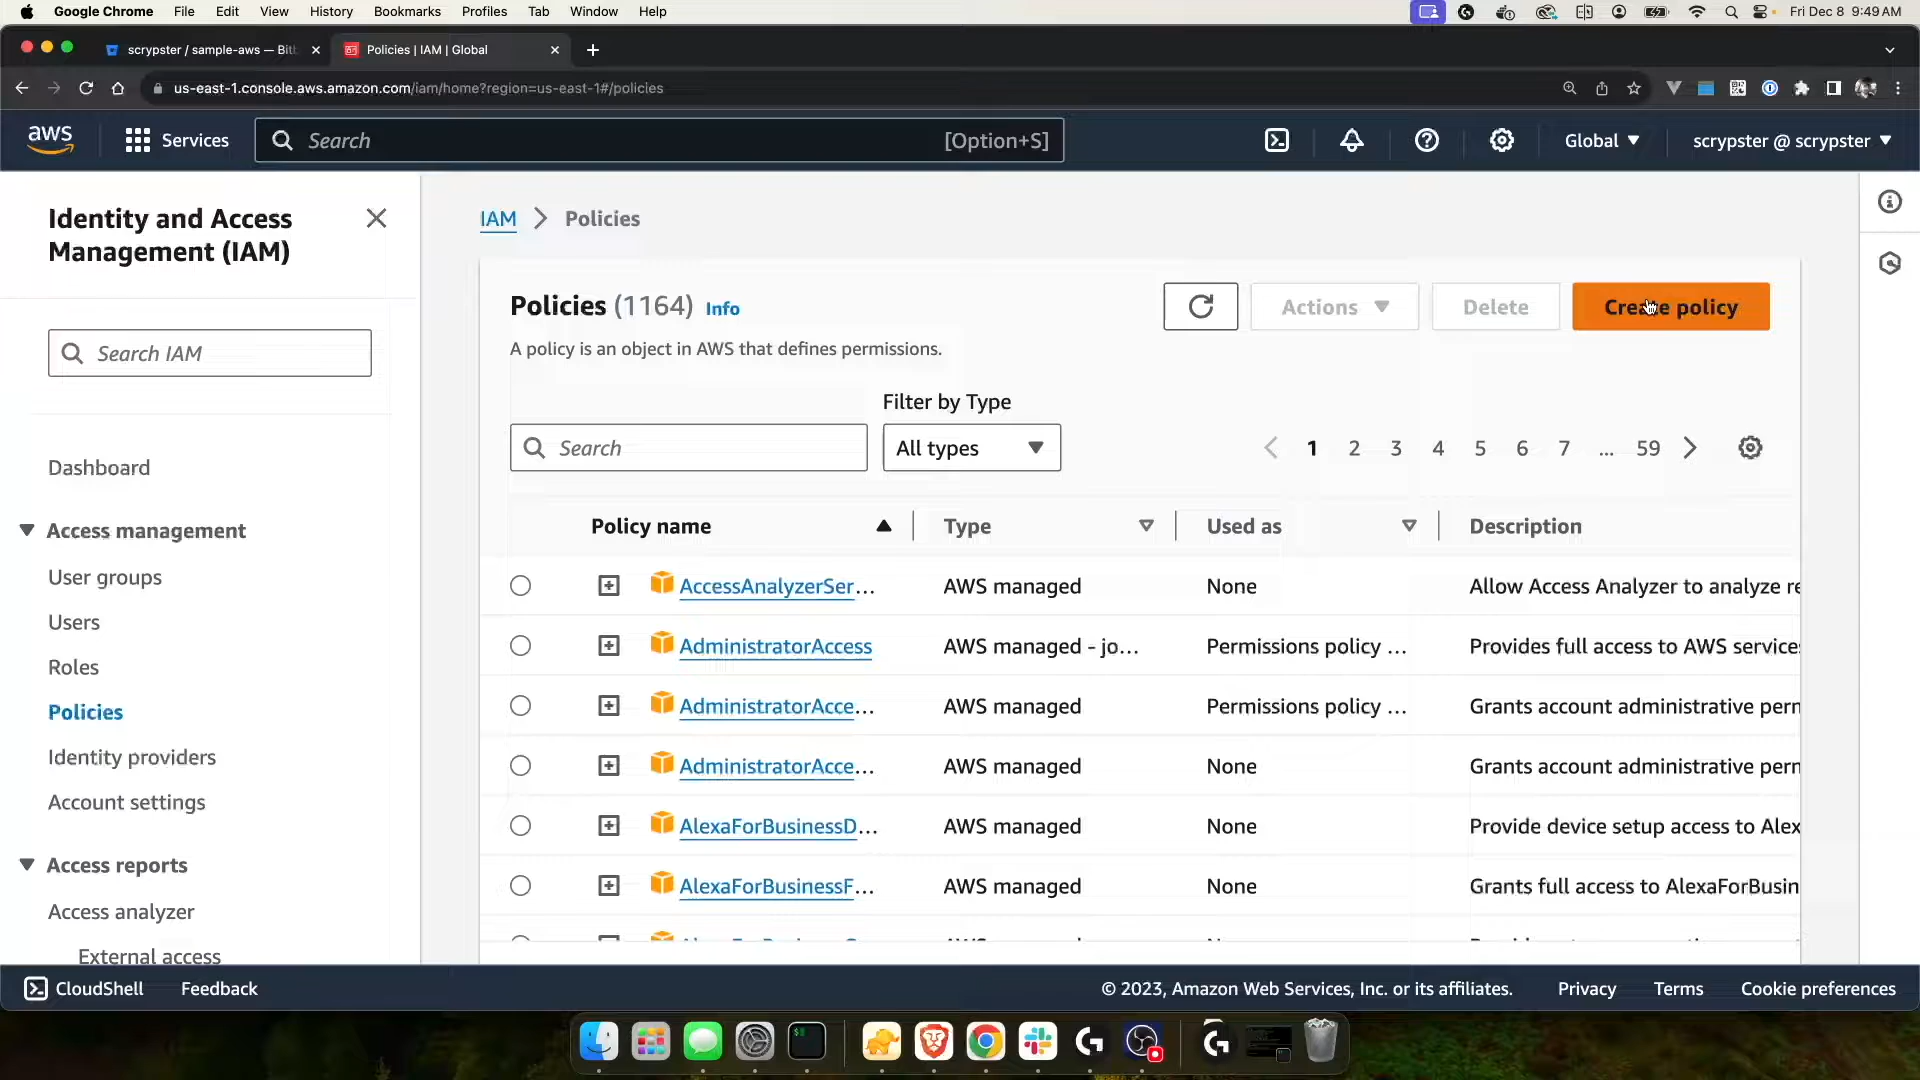 Google Chrome File Edit View History Bookmarks Profiles Tab Window Help Fri Dec 8 9:49 AM
scrypster / sample-aws — Bitb
Policies | IAM | Global
us-east-1.console.aws.amazon.com/iam/home?region=us-east-1#/policies
aws Services Search [Option+S] Global scrypster @ scrypster
Identity and Access
Management (IAM)
Search IAM
Dashboard
Access management
User groups
Users
Roles
Policies
Identity providers
Account settings
Access reports
Access analyzer
External access
IAM > Policies
Policies (1164) Info
Actions Delete Create policy
A policy is an object in AWS that defines permissions.
Filter by Type
Search All types 1 2 3 4 5 6 7 ... 59
Policy name Type Used as Description
AccessAnalyzerSer... AWS managed None Allow Access Analyzer to analyze re
AdministratorAccess AWS managed - jo... Permissions policy ... Provides full access to AWS services
AdministratorAcce... AWS managed Permissions policy ... Grants account administrative perm
AdministratorAcce... AWS managed None Grants account administrative perm
AlexaForBusinessD... AWS managed None Provide device setup access to Alex
AlexaForBusinessF... AWS managed None Grants full access to AlexaForBusin
CloudShell Feedback © 2023, Amazon Web Services, Inc. or its affiliates. Privacy Terms Cookie preferences